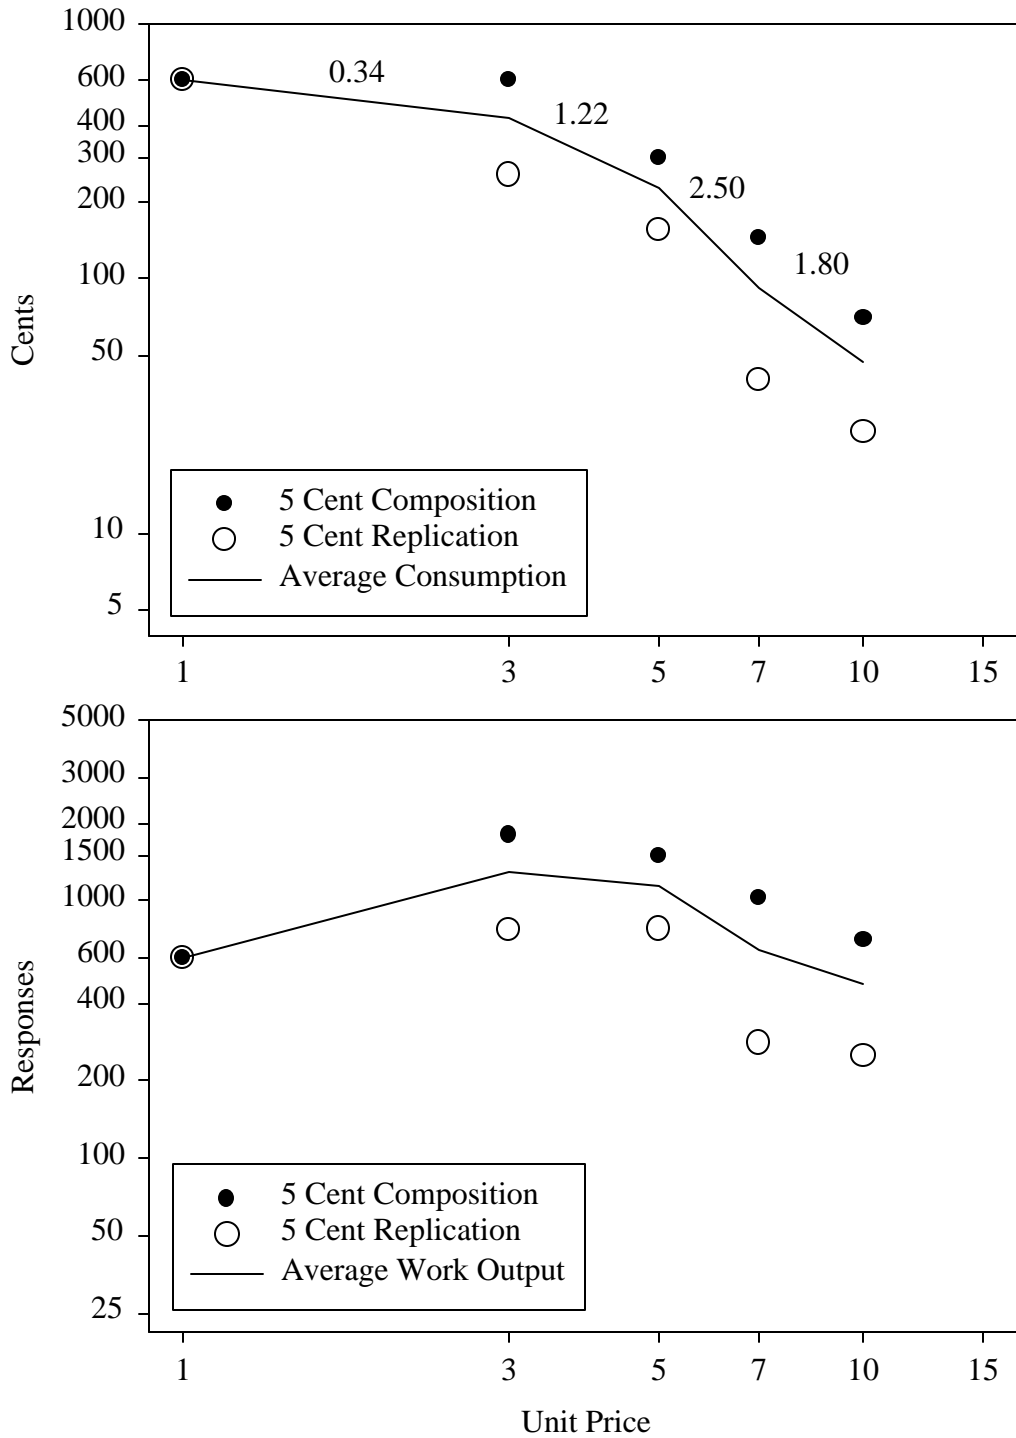 1000
600
400
300
200
100
50
10
5
Cents
0.34
1.22
2.50
1.80
5 Cent Composition
5 Cent Replication
Average Consumption
1 3 5 7 10 15
5000
3000
2000
1500
1000
600
400
200
100
50
25
Responses
5 Cent Composition
5 Cent Replication
Average Work Output
1 3 5 7 10 15
Unit Price